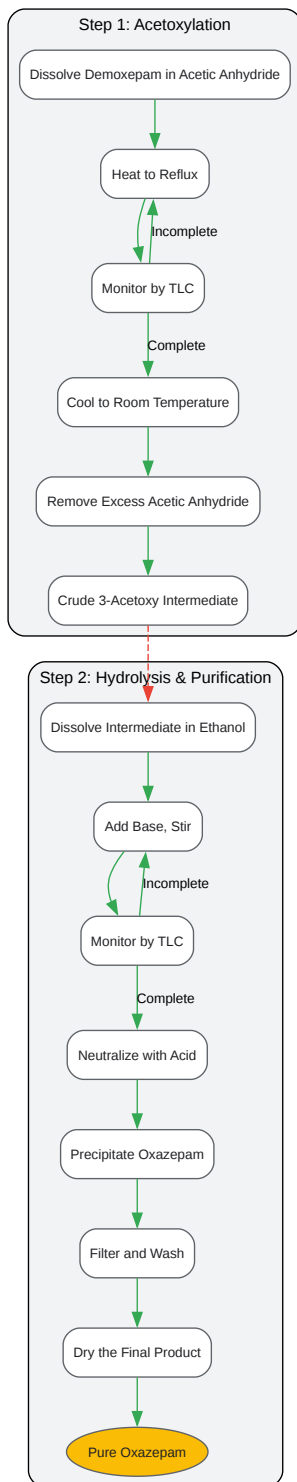 Step 1: Acetoxylation
Dissolve Demoxepam in Acetic Anhydride
Heat to Reflux
Incomplete
Monitor by TLC
Complete
Cool to Room Temperature
Remove Excess Acetic Anhydride
Crude 3-Acetoxy Intermediate
Step 2: Hydrolysis & Purification
Dissolve Intermediate in Ethanol
Add Base, Stir
Incomplete
Monitor by TLC
Complete
Neutralize with Acid
Precipitate Oxazepam
Filter and Wash
Dry the Final Product
Pure Oxazepam